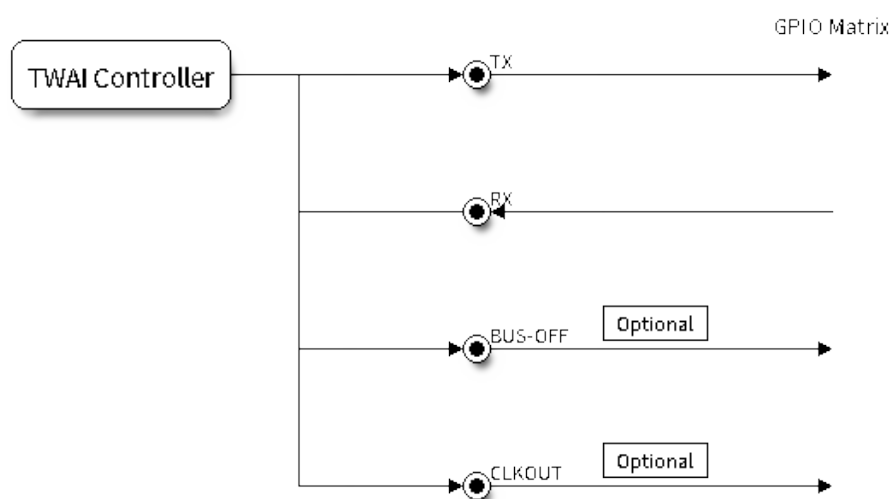 GPIO Matrix
TX
TWAI Controller
RX
Optional
BUS-OFF
Optional
CLKOUT